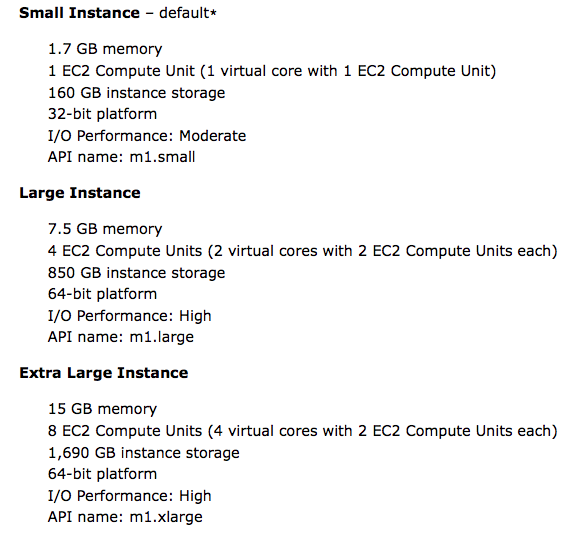 Small Instance – default*
1.7 GB memory
1 EC2 Compute Unit (1 virtual core with 1 EC2 Compute Unit)
160 GB instance storage
32-bit platform
I/O Performance: Moderate
API name: m1.small
Large Instance
7.5 GB memory
4 EC2 Compute Units (2 virtual cores with 2 EC2 Compute Units each)
850 GB instance storage
64-bit platform
I/O Performance: High
API name: m1.large
Extra Large Instance
15 GB memory
8 EC2 Compute Units (4 virtual cores with 2 EC2 Compute Units each)
1,690 GB instance storage
64-bit platform
I/O Performance: High
API name: m1.xlarge